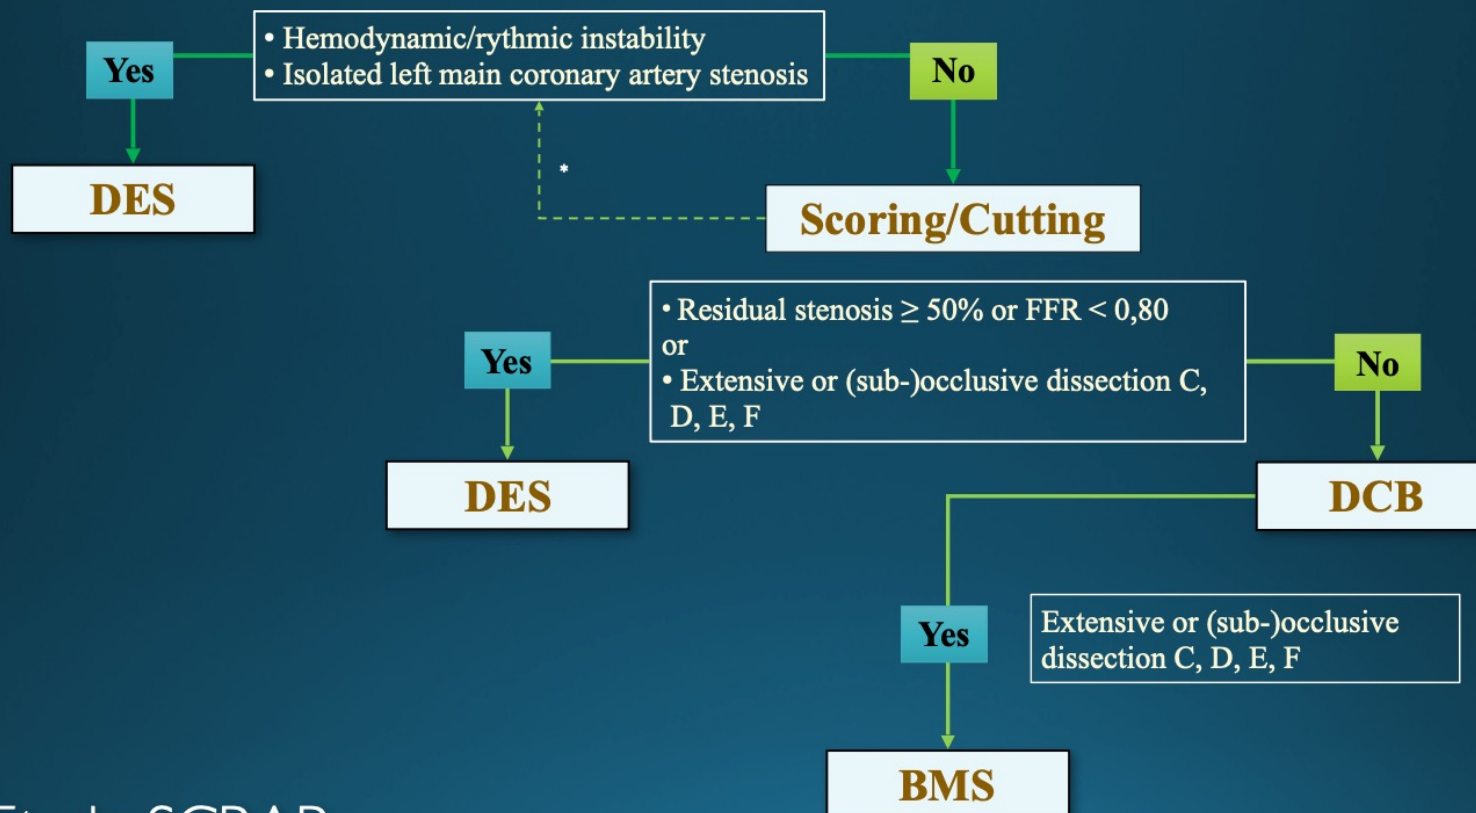 • Hemodynamic/rythmic instability
• Isolated left main coronary artery stenosis
Yes
No
*
DES
Scoring/Cutting
• Residual stenosis ≥ 50% or FFR < 0,80
or
• Extensive or (sub-)occlusive dissection C,
D, E, F
Yes
No
DES
DCB
Yes
Extensive or (sub-)occlusive
dissection C, D, E, F
BMS